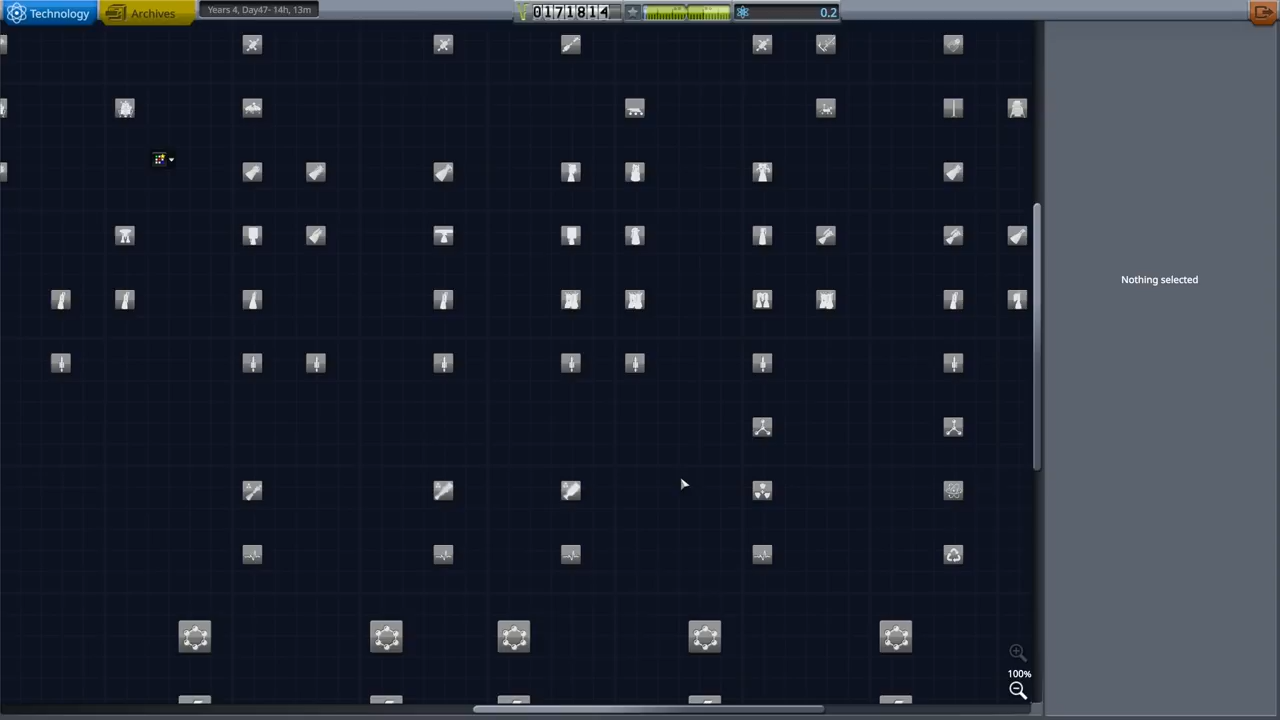 Technology
Archives
Years 4, Day47- 14h, 13m
0171814
0.2
Nothing selected
100%